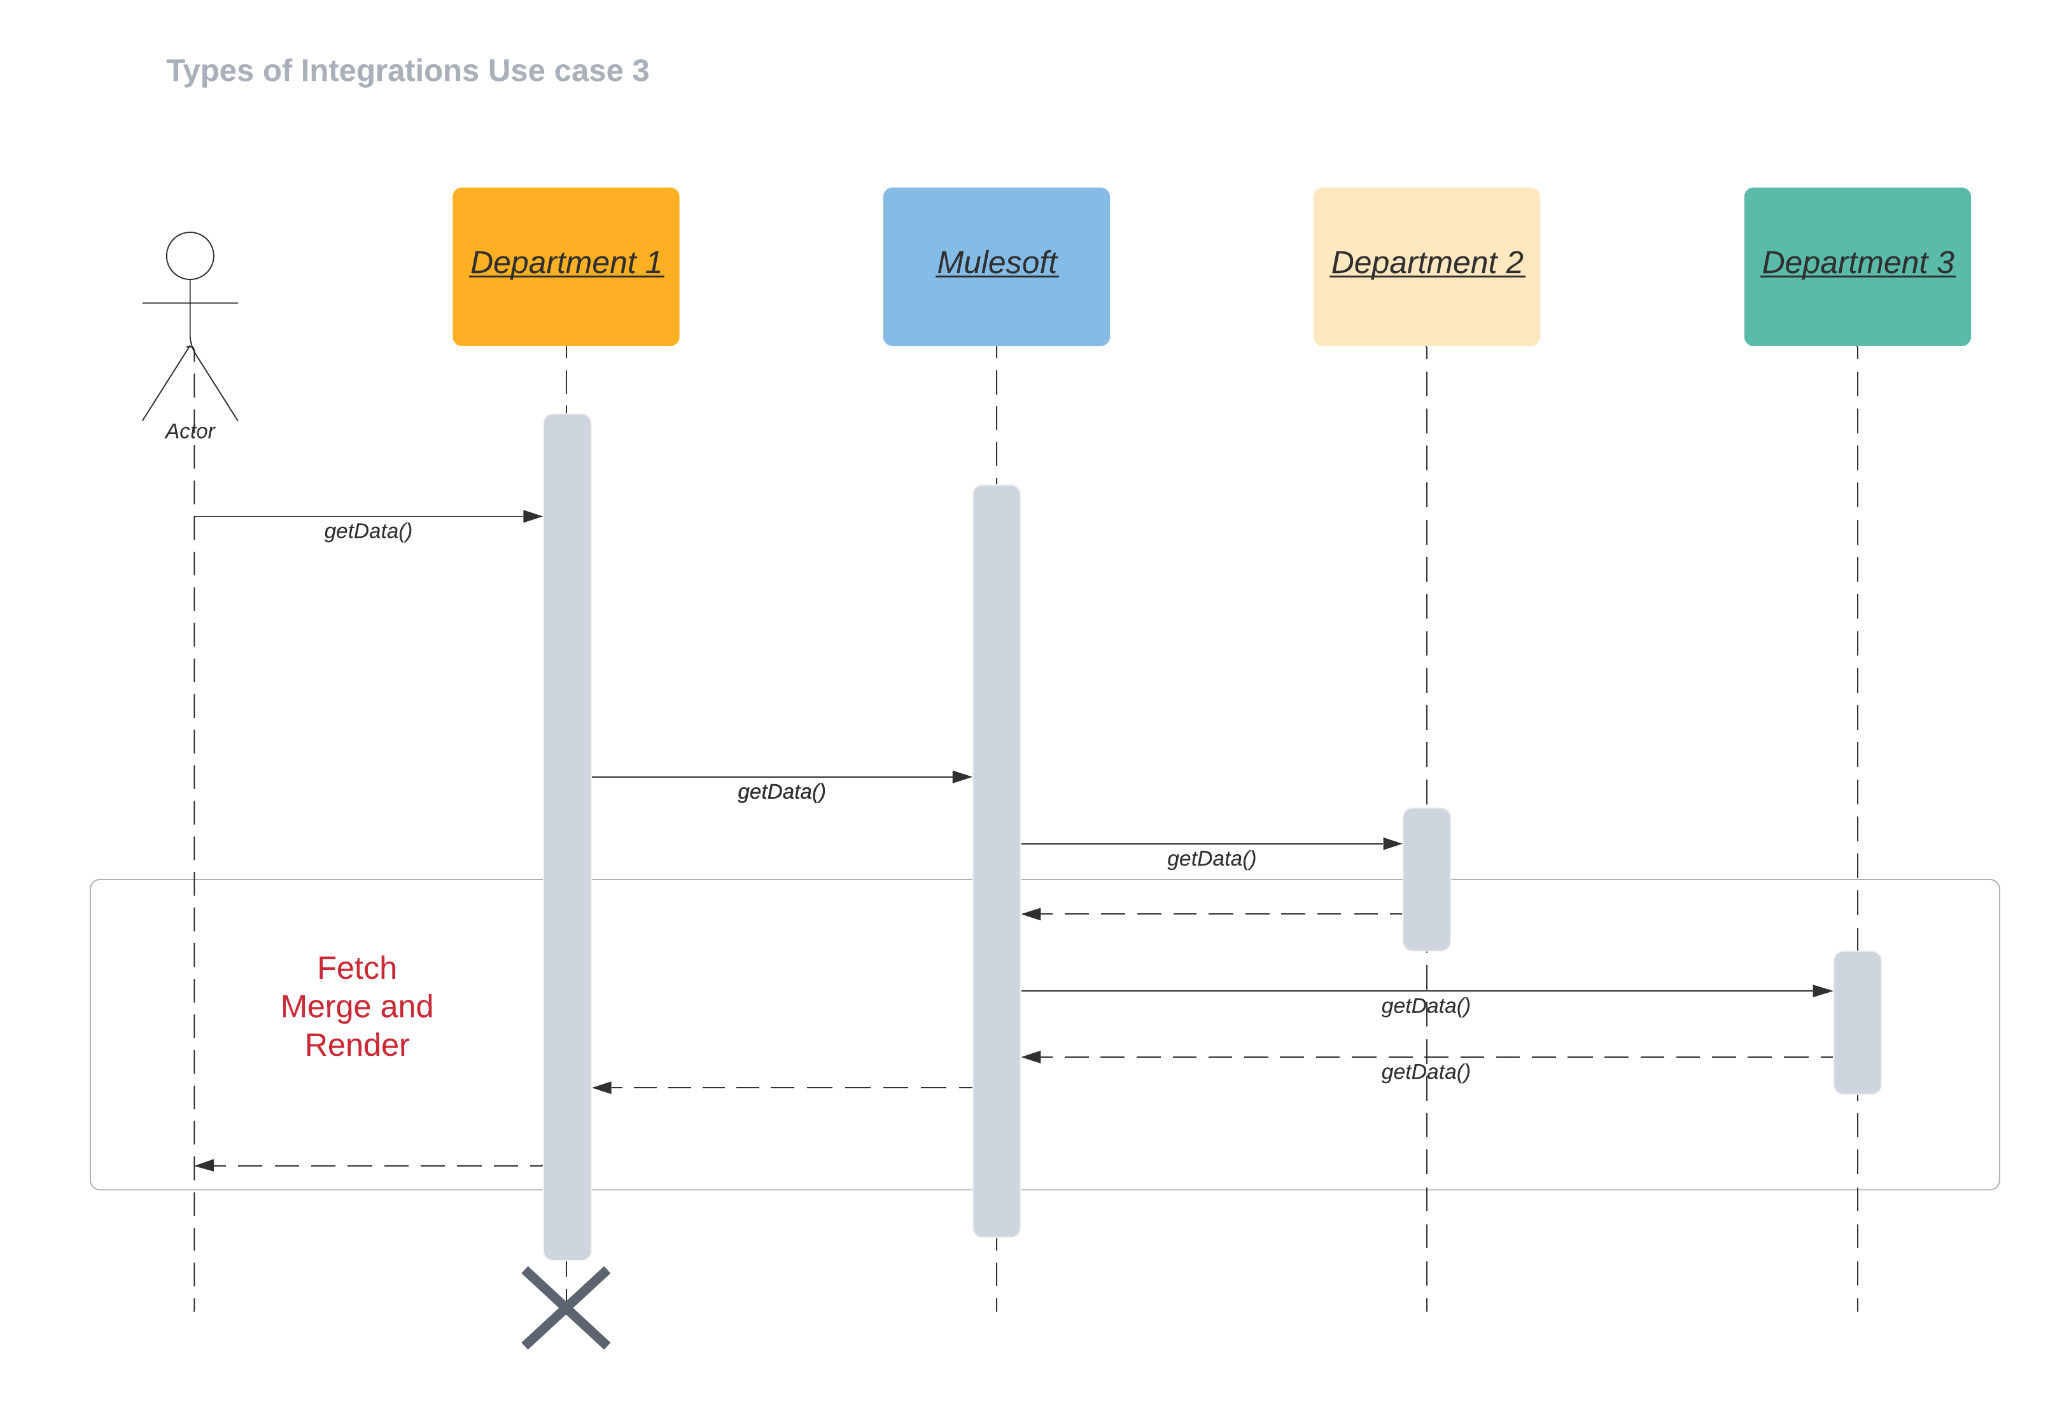 Types of Integrations Use case 3
Department 1
Mulesoft
Department 2
Department 3
Actor
getData()
getData()
getData()
Fetch
Merge and
Render
getData()
getData()